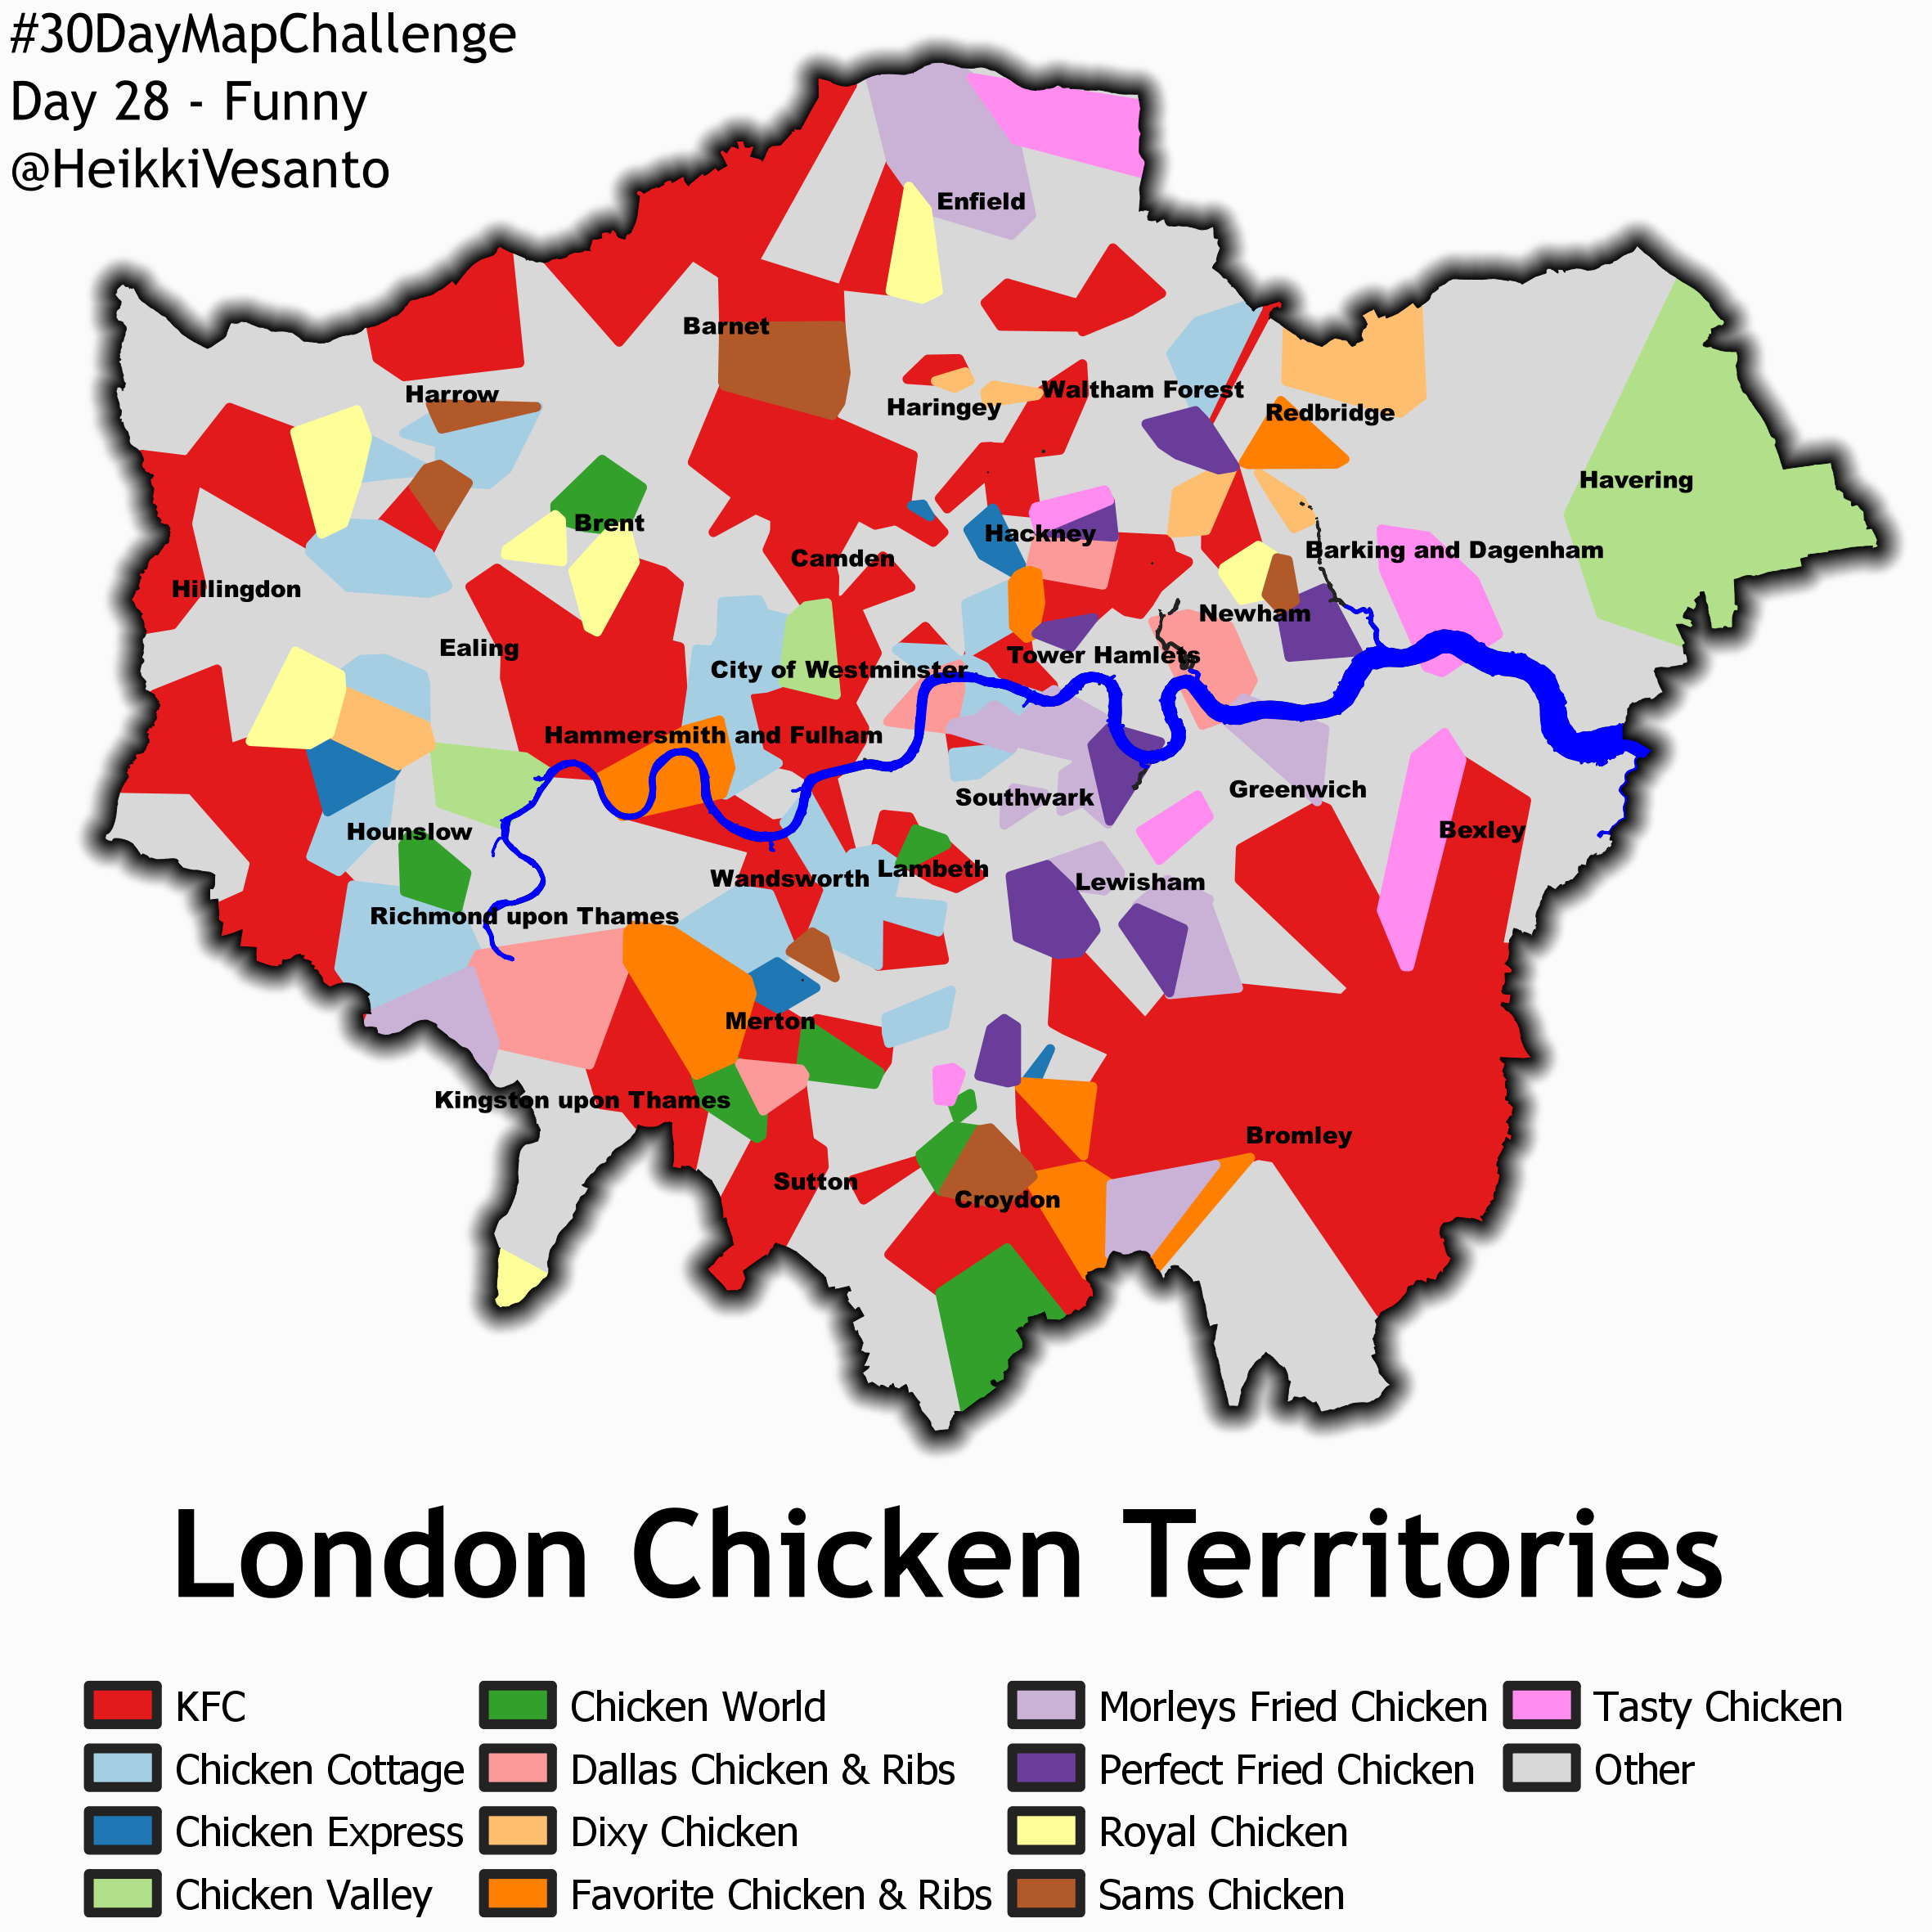 #30DayMapChallenge
Day 28 - Funny
@HeikkiVesanto
Enfield
Barnet
Harrow
Waltham Forest
Haringey
Redbridge
Havering
Brent
Hackney
Camden
Barking and Dagenham
Hillingdon
Newham
Ealing
City of Westminster
Tower Hamlets
Hammersmith and Fulham
Southwark
Greenwich
Hounslow
Bexley
Wandsworth
Lambeth
Lewisham
Richmond upon Thames
Merton
Kingston upon Thames
Bromley
Sutton
Croydon
London Chicken Territories
KFC
Chicken Cottage
Chicken Express
Chicken Valley
Chicken World
Dallas Chicken & Ribs
Dixy Chicken
Favorite Chicken & Ribs
Morleys Fried Chicken
Perfect Fried Chicken
Royal Chicken
Sams Chicken
Tasty Chicken
Other